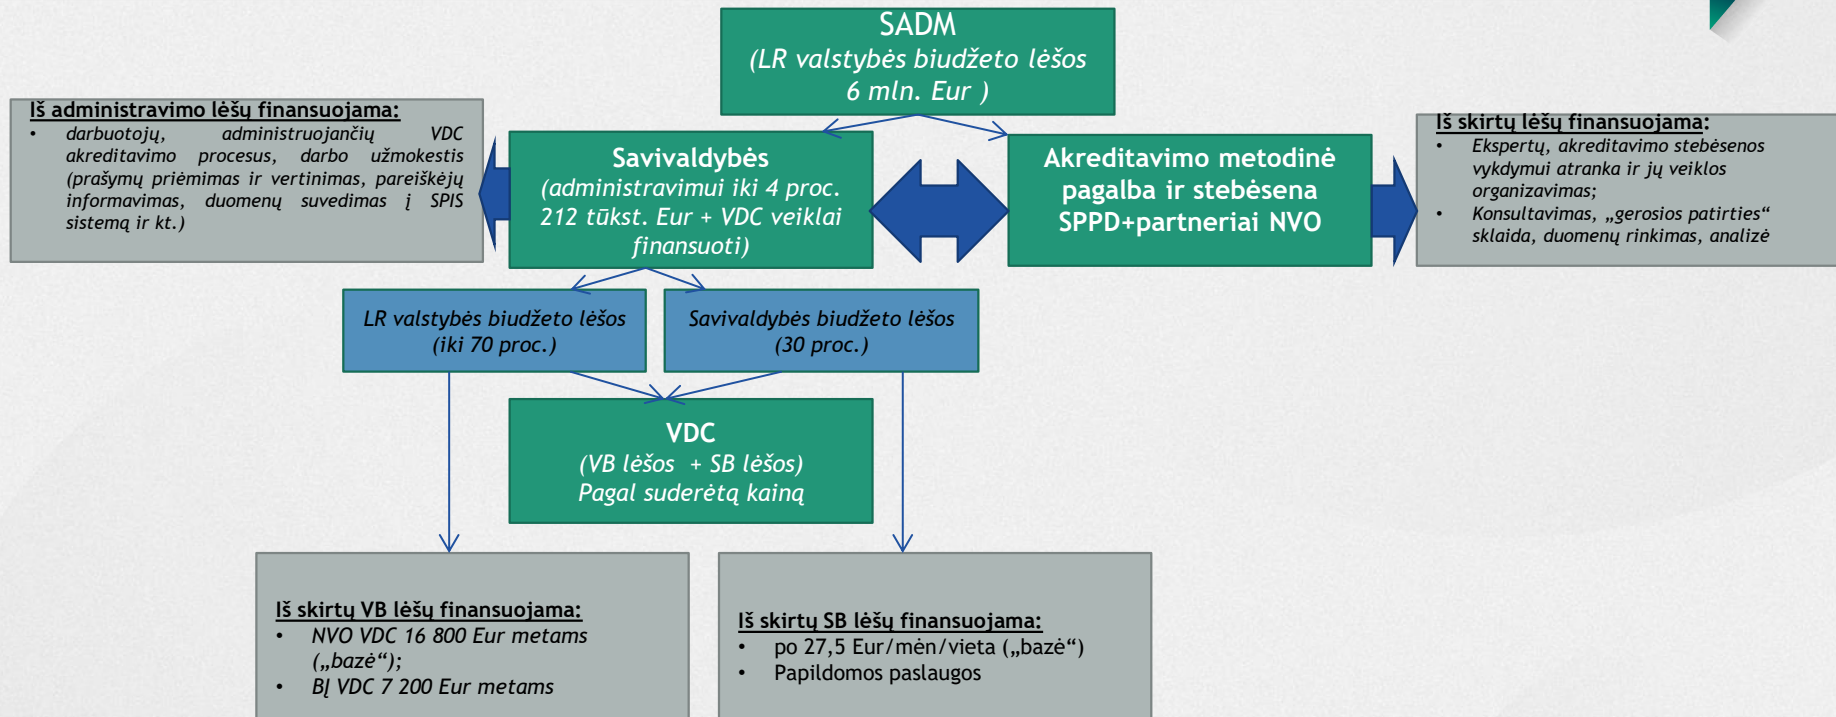 SADM
(LR valstybės biudžeto lėšos
6 mln. Eur )
Iš administravimo lėšų finansuojama:
• darbuotojų, administruojančių VDC
akreditavimo procesus, darbo užmokestis
(prašymų priėmimas ir vertinimas, pareiškėjų
informavimas, duomenų suvedimas į SPIS
sistemą ir kt.)
Savivaldybės
(administravimui iki 4 proc.
212 tūkst. Eur + VDC veiklai
finansuoti)
Akreditavimo metodinė
pagalba ir stebėsena
SPPD+partneriai NVO
Iš skirtų lėšų finansuojama:
• Ekspertų, akreditavimo stebėsenos
vykdymui atranka ir jų veiklos
organizavimas;
• Konsultavimas, „gerosios patirties“
sklaida, duomenų rinkimas, analizė
LR valstybės biudžeto lėšos
(iki 70 proc.)
Savivaldybės biudžeto lėšos
(30 proc.)
VDC
(VB lėšos + SB lėšos)
Pagal suderėtą kainą
Iš skirtų VB lėšų finansuojama:
• NVO VDC 16 800 Eur metams
(„bazė“);
• BĮ VDC 7 200 Eur metams
Iš skirtų SB lėšų finansuojama:
• po 27,5 Eur/mėn/vieta („bazė“)
• Papildomos paslaugos